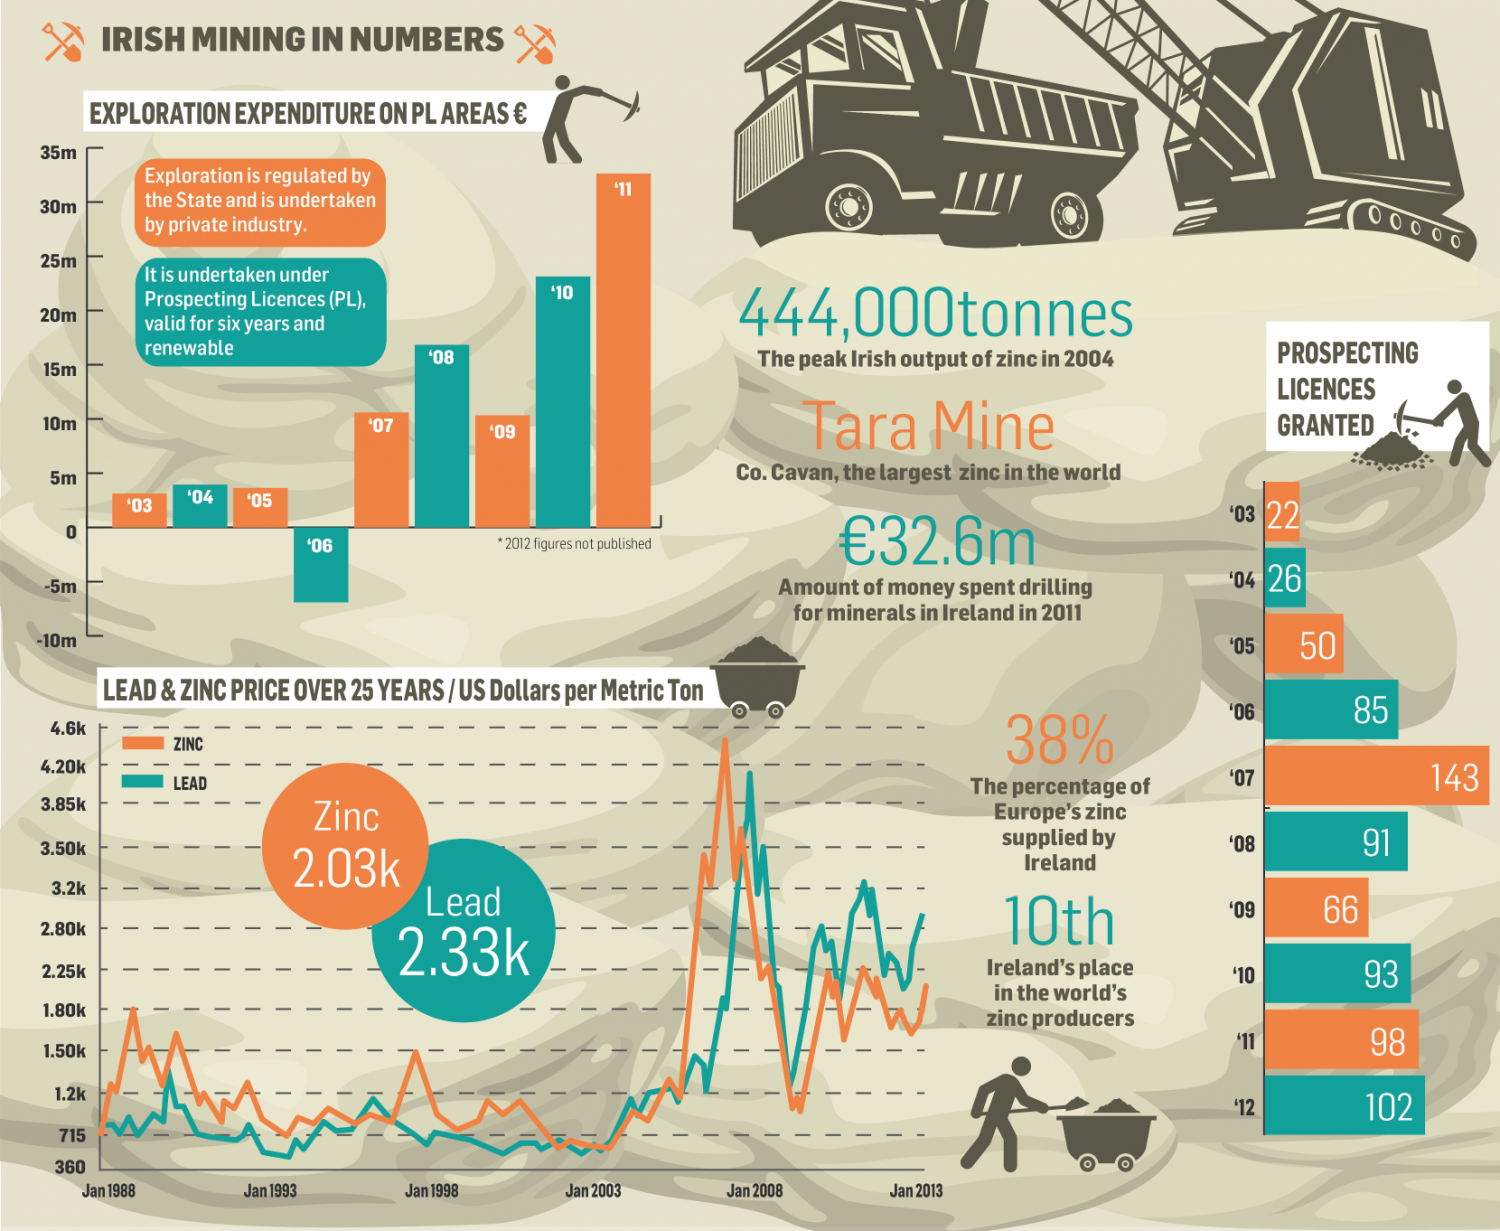 IRISH MINING IN NUMBERS
EXPLORATION EXPENDITURE ON PL AREAS €
35m
30m
25m
20m
15m
10m
5m
0
-5m
-10m
Exploration is regulated by
the State and is undertaken
by private industry.
It is undertaken under
Prospecting Licences (PL),
valid for six years and
renewable
‘03
‘04
‘05
‘06
‘07
‘08
‘09
‘10
‘11
* 2012 figures not published
444,000tonnes
The peak Irish output of zinc in 2004
Tara Mine
Co. Cavan, the largest zinc in the world
€32.6m
Amount of money spent drilling
for minerals in Ireland in 2011
LEAD & ZINC PRICE OVER 25 YEARS / US Dollars per Metric Ton
4.6k
4.20k
3.85k
3.50k
3.2k
2.80k
2.25k
1.80k
1.50k
1.2k
715
360
ZINC
LEAD
Zinc
2.03k
Lead
2.33k
Jan 1988
Jan 1993
Jan 1998
Jan 2003
Jan 2008
Jan 2013
38%
The percentage of
Europe’s zinc
supplied by
Ireland
10th
Ireland’s place
in the world’s
zinc producers
PROSPECTING
LICENCES
GRANTED
‘03 22
‘04 26
‘05 50
‘06 85
‘07 143
‘08 91
‘09 66
‘10 93
‘11 98
‘12 102